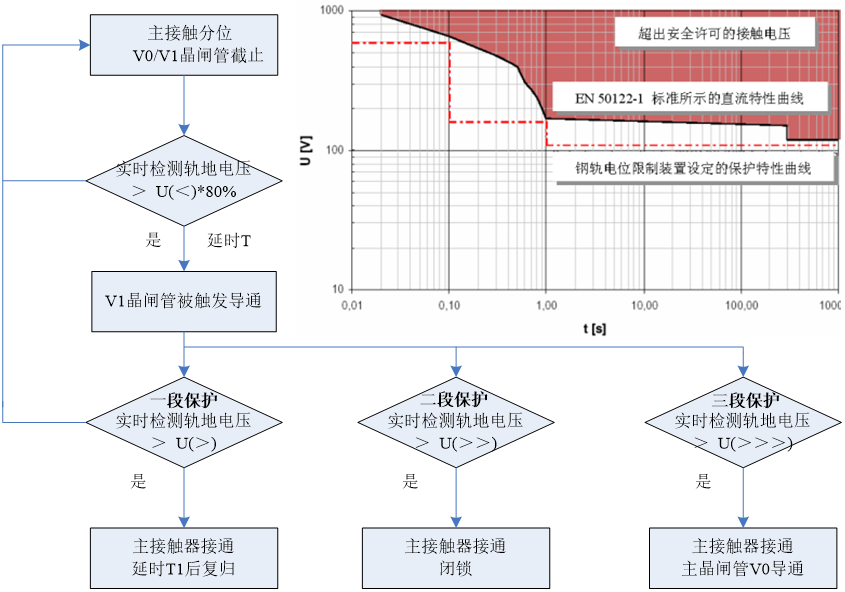 主接触分位
V0/V1晶闸管截止
实时检测轨地电压
＞ U(＜)*80%
是
延时T
V1晶闸管被触发导通
1000
100
10
U [V]
0,01
0,10
1,00
10,00
100,00
1000
t [s]
超出安全许可的接触电压
EN 50122-1 标准所示的直流特性曲线
钢轨电位限制装置设定的保护特性曲线
一段保护
实时检测轨地电压
＞ U(＞)
是
主接触器接通
延时T1后复归
二段保护
实时检测轨地电压
＞ U(＞＞)
是
主接触器接通
闭锁
三段保护
实时检测轨地电压
＞ U(＞＞＞)
是
主接触器接通
主晶闸管V0导通